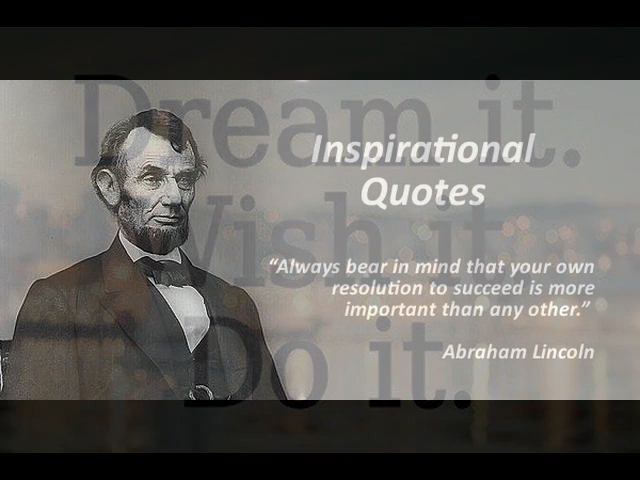 Dream it.
Wish it.
Do it.
Inspirational
Quotes
“Always bear in mind that your own
resolution to succeed is more
important than any other.”
Abraham Lincoln